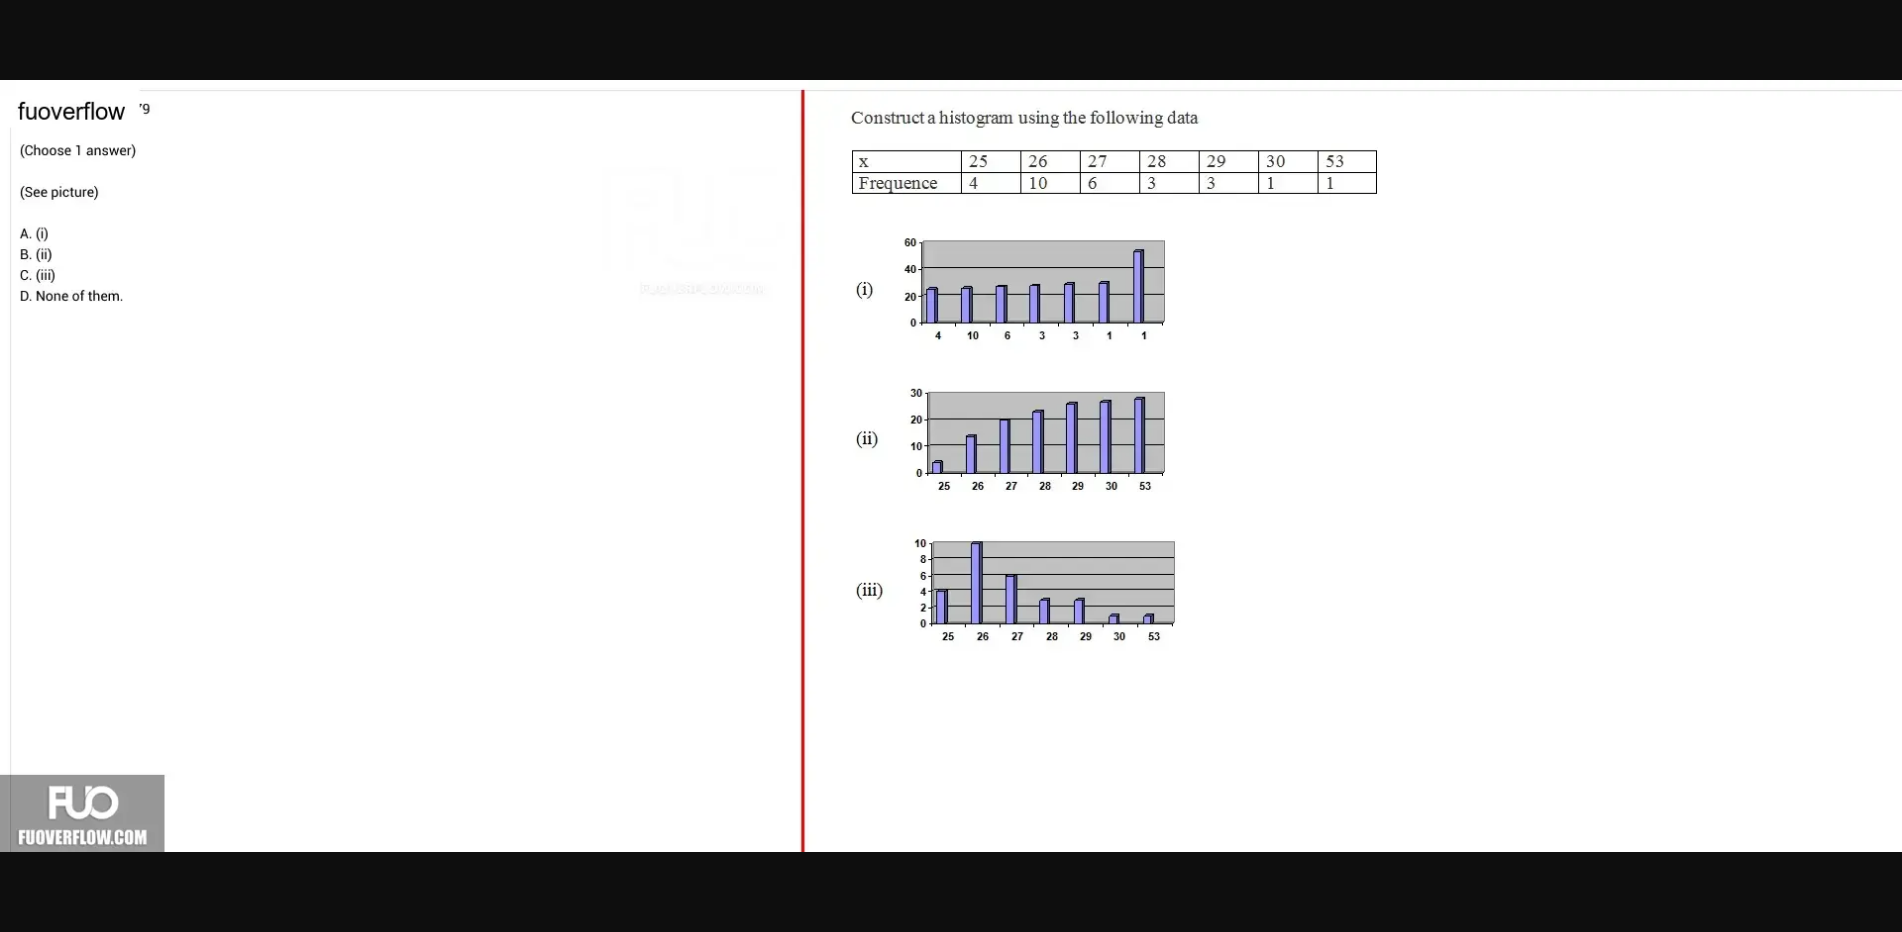 fuoverflow '9
(Choose 1 answer)
(See picture)
A. (i)
B. (ii)
C. (iii)
D. None of them.
FUO
FUOVERFLOW.COM
Construct a histogram using the following data
x 25 26 27 28 29 30 53
Frequence 4 10 6 3 3 1 1
(i)
60
40
20
0
4 10 6 3 3 1 1
(ii)
30
20
10
0
25 26 27 28 29 30 53
(iii)
10
8
6
4
2
0
25 26 27 28 29 30 53